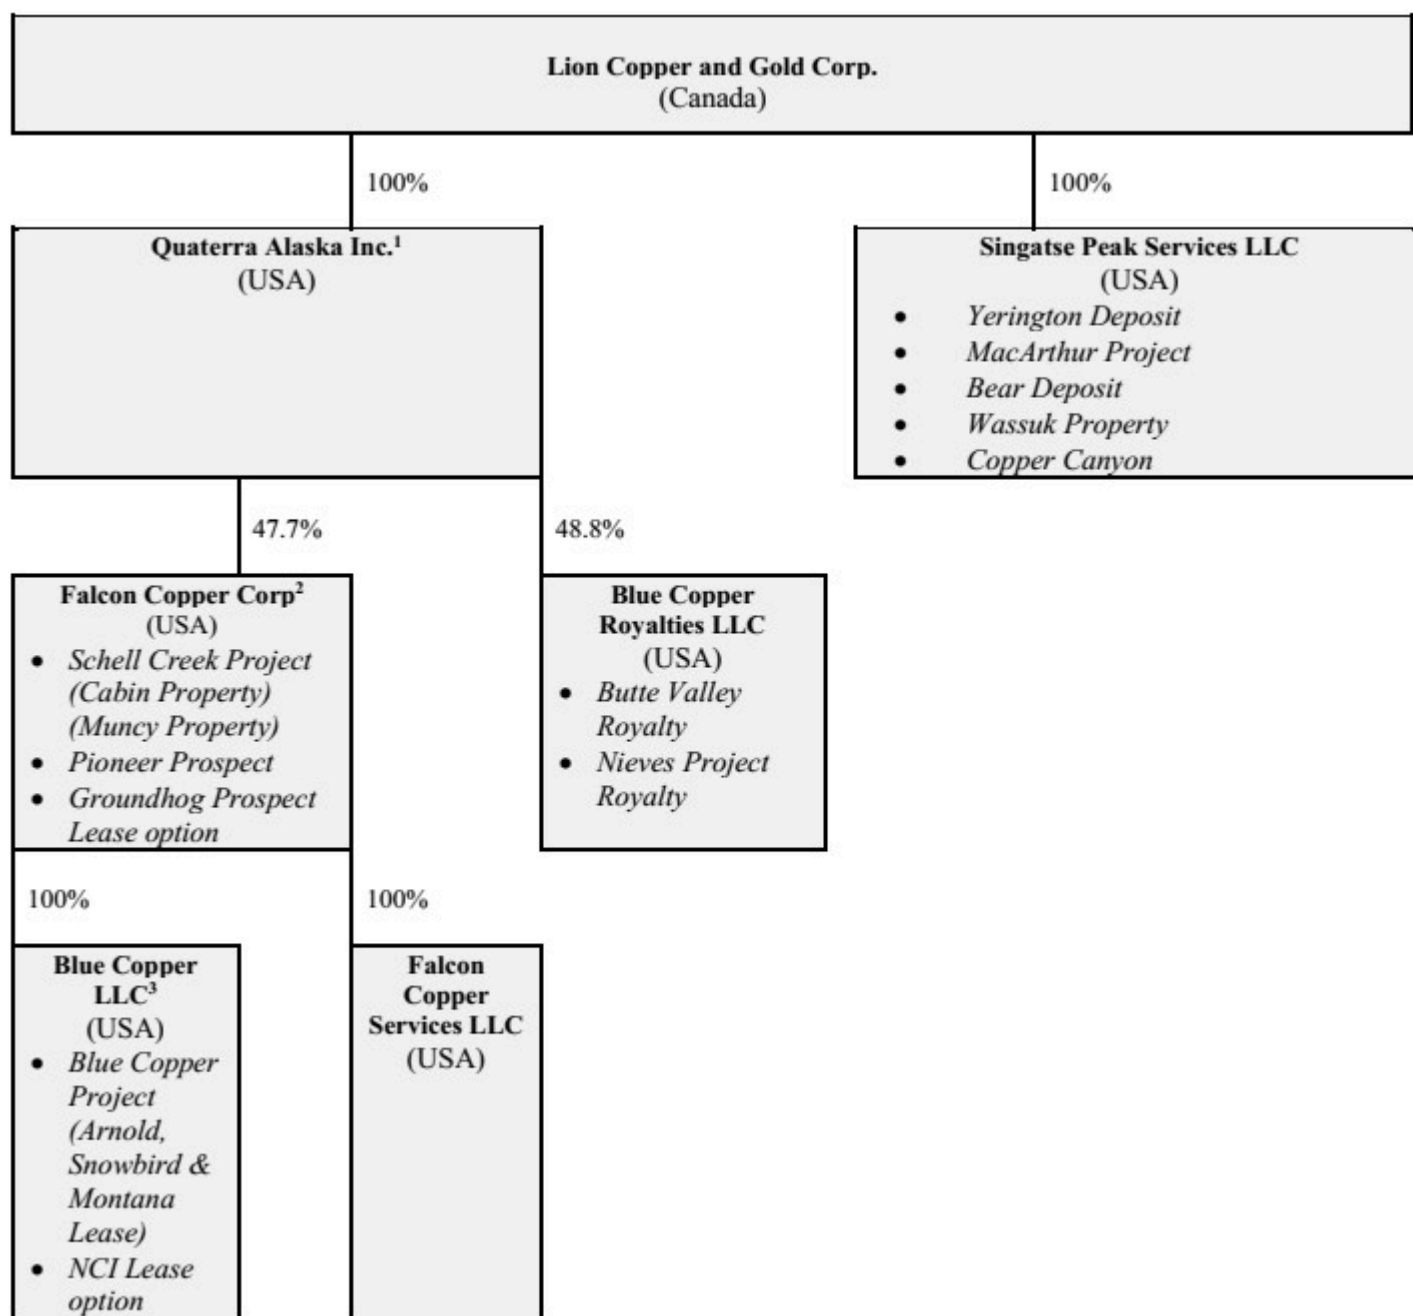 Lion Copper and Gold Corp.
(Canada)
100%
100%
Quaterra Alaska Inc.¹
(USA)
Singatse Peak Services LLC
(USA)
• Yerington Deposit
• MacArthur Project
• Bear Deposit
• Wassuk Property
• Copper Canyon
47.7%
48.8%
Falcon Copper Corp²
(USA)
• Schell Creek Project
(Cabin Property)
(Muncy Property)
• Pioneer Prospect
• Groundhog Prospect
Lease option
Blue Copper
Royalties LLC
(USA)
• Butte Valley
Royalty
• Nieves Project
Royalty
100%
100%
Blue Copper
LLC³
(USA)
• Blue Copper
Project
(Arnold,
Snowbird &
Montana
Lease)
• NCI Lease
option
Falcon
Copper
Services LLC
(USA)